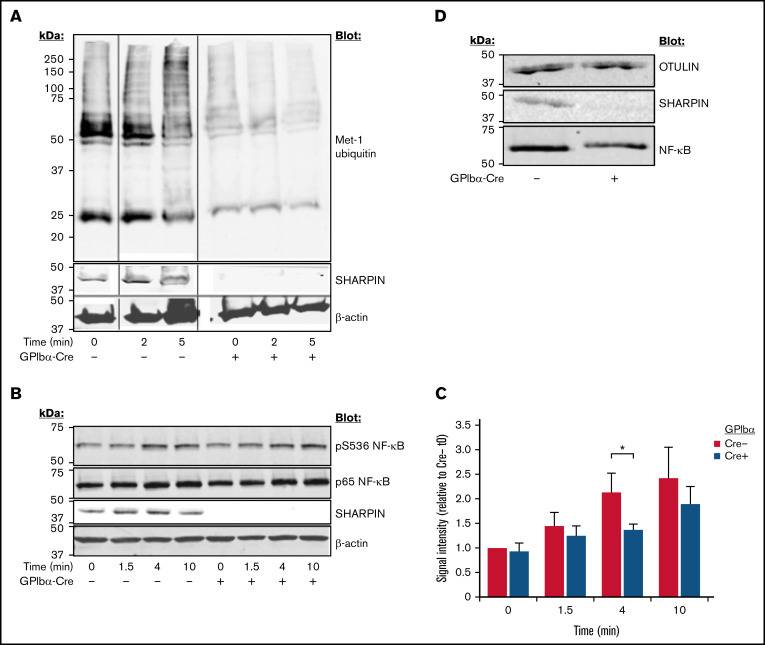 A
kDa:
Blot:
250
150
100
75
50
37
25
20
Met-1
ubiquitin
50
37
SHARPIN
50
37
β-actin
Time (min) 0 2 5 0 2 5
GPIbα-Cre – – – + + +
D
kDa:
Blot:
50
37
OTULIN
50
37
SHARPIN
75
50
NF-κB
GPIbα-Cre – +
B
kDa:
Blot:
75
50
pS536 NF-κB
75
50
p65 NF-κB
50
37
SHARPIN
50
37
β-actin
Time (min) 0 1.5 4 10 0 1.5 4 10
GPIbα-Cre – – – – + + + +
C
Signal intensity (relative to Cre– t0)
3.5
3.0
2.5
2.0
1.5
1.0
0.5
0
*
GPIbα
Cre–
Cre+
0 1.5 4 10
Time (min)